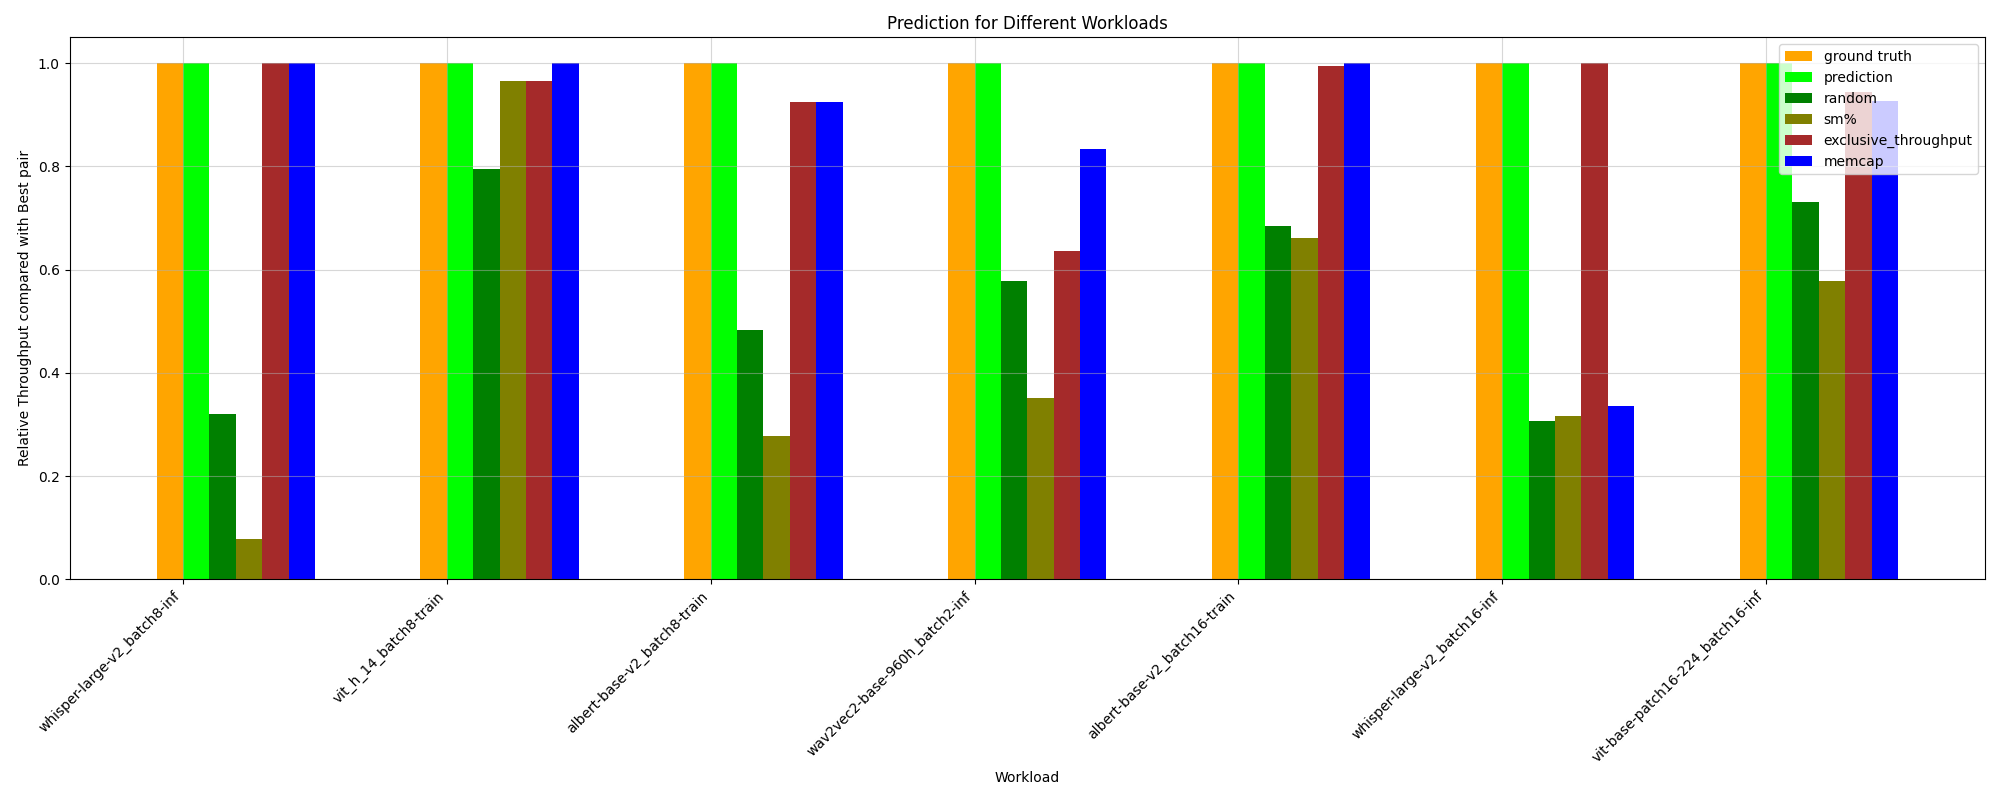 Prediction for Different Workloads
Relative Throughput compared with Best pair
1.0
0.8
0.6
0.4
0.2
0.0
ground truth
prediction
random
sm%
exclusive_throughput
memcap
whisper-large-v2_batch8-inf
vit_h_14_batch8-train
albert-base-v2_batch8-train
wav2vec2-base-960h_batch2-inf
albert-base-v2_batch16-train
whisper-large-v2_batch16-inf
vit-base-patch16-224_batch16-inf
Workload